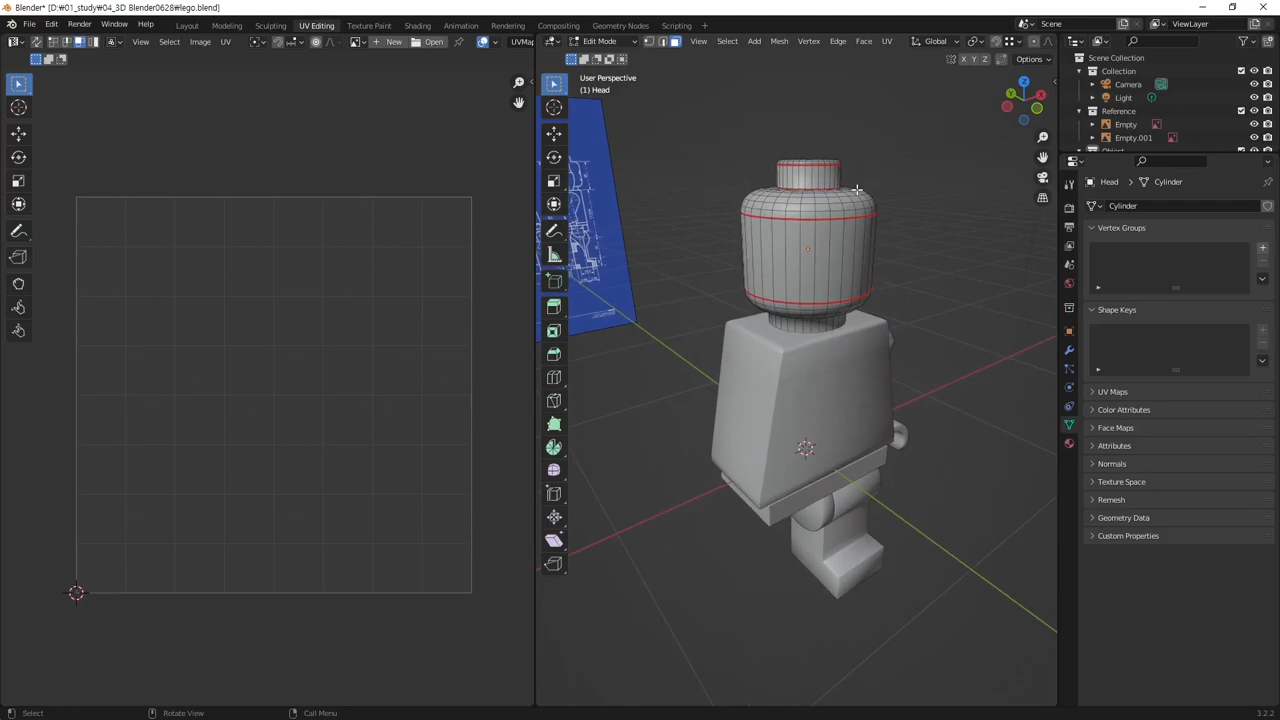 Blender* [D:₩01_study₩04_3D Blender0628₩lego.blend]
File Edit Render Window Help Layout Modeling Sculpting UV Editing Texture Paint Shading Animation Rendering Compositing Geometry Nodes Scripting + Scene ViewLayer
View Select Image UV New Open UVMap Edit Mode View Select Add Mesh Vertex Edge Face UV Global
X Y Z Options
User Perspective
(1) Head
Z
Y
X
Scene Collection
Collection
Camera
Light
Reference
Empty
Empty.001
Head Cylinder
Cylinder
Vertex Groups
Shape Keys
UV Maps
Color Attributes
Face Maps
Attributes
Normals
Texture Space
Remesh
Geometry Data
Custom Properties
Select Rotate View Call Menu 3.2.2